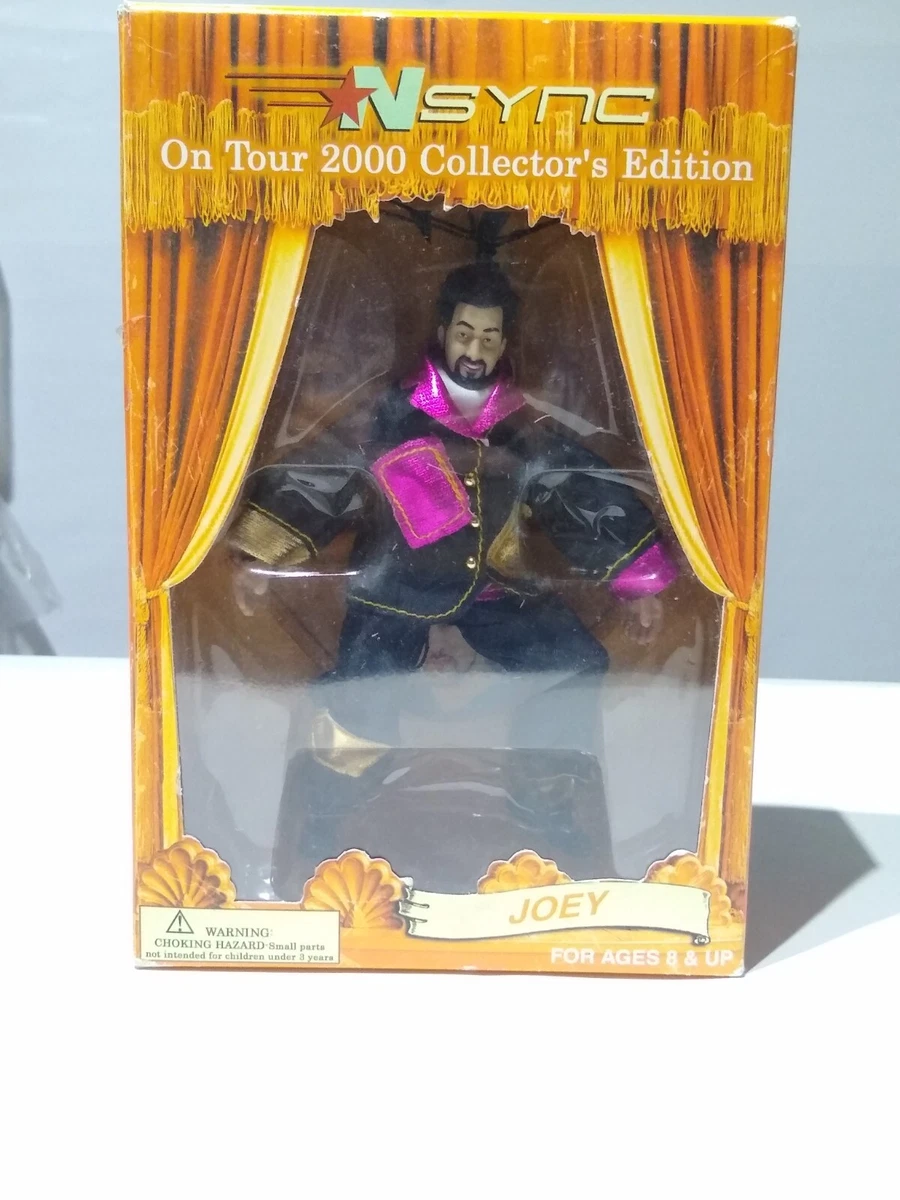 NSYNC
On Tour 2000 Collector's Edition
JOEY
WARNING:
CHOKING HAZARD-Small parts
not intended for children under 3 years
FOR AGES 8 & UP